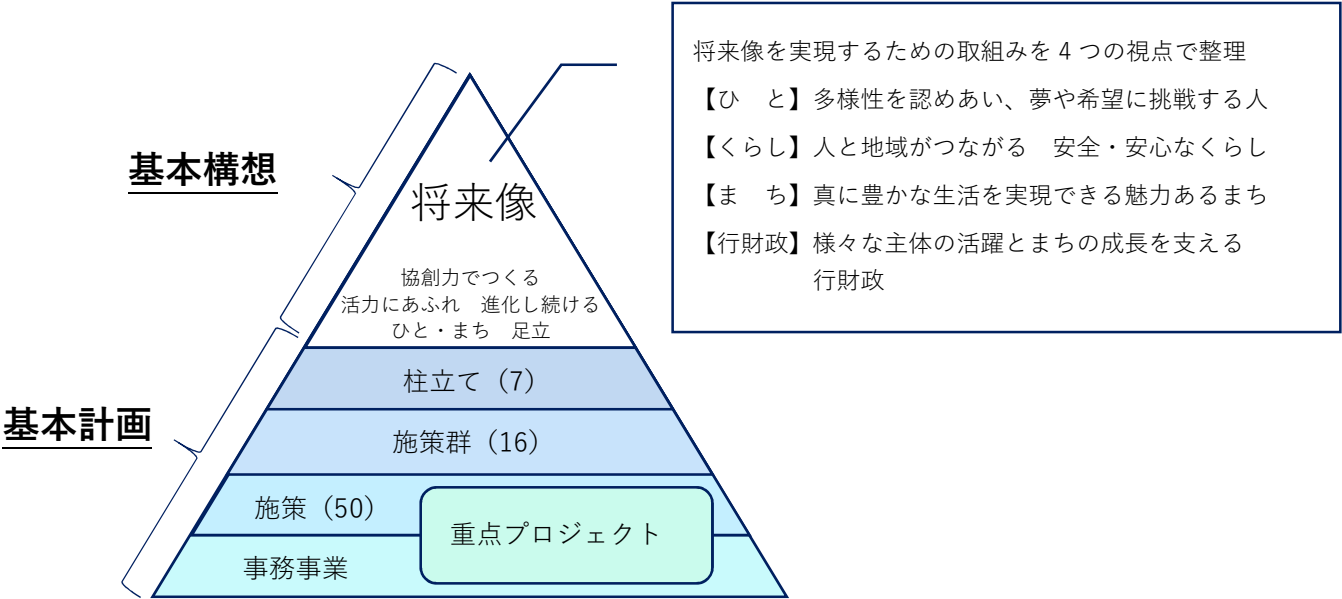 将来像を実現するための取組みを４つの視点で整理
【ひ　と】多様性を認めあい、夢や希望に挑戦する人
【くらし】人と地域がつながる　安全・安心なくらし
【ま　ち】真に豊かな生活を実現できる魅力あるまち
【行財政】様々な主体の活躍とまちの成長を支える
行財政
基本構想
将来像
協創力でつくる
活力にあふれ　進化し続ける
ひと・まち　足立
基本計画
柱立て（7）
施策群（16）
施策（50）
重点プロジェクト
事務事業